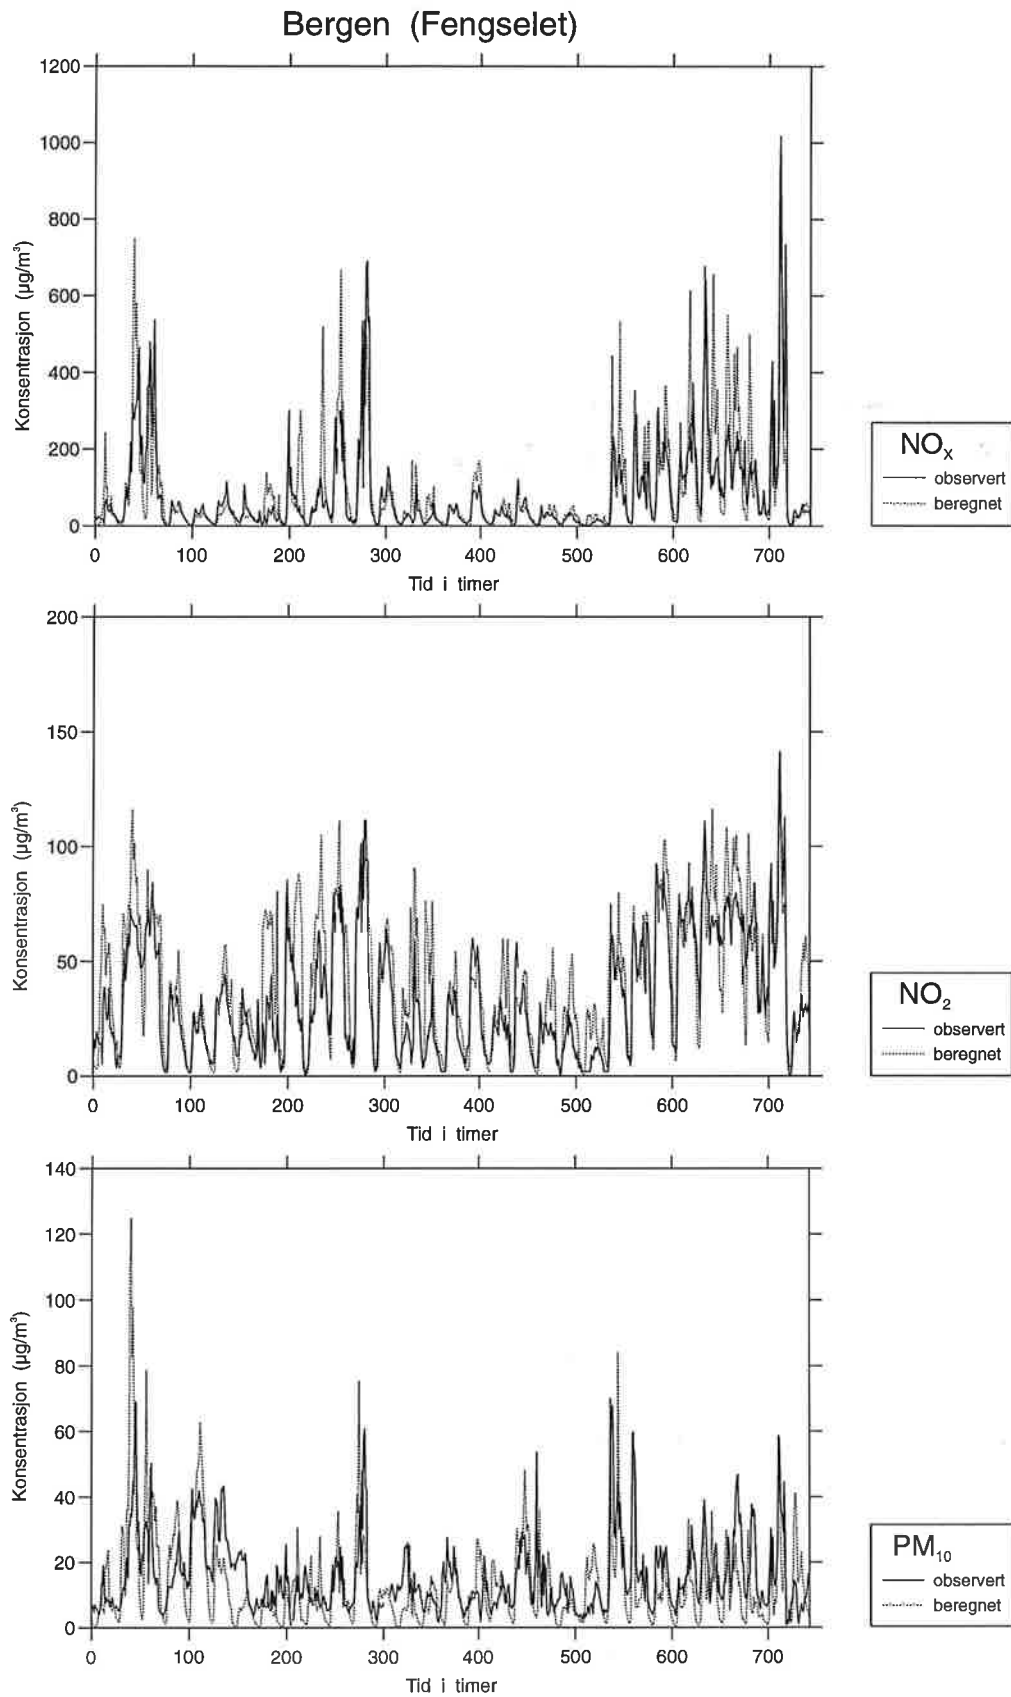 Bergen (Fengselet)
1200
1000
800
600
400
200
0
Konsentrasjon (µg/m³)
0 100 200 300 400 500 600 700
Tid i timer
NOx
observert
beregnet
200
150
100
50
0
Konsentrasjon (µg/m³)
0 100 200 300 400 500 600 700
Tid i timer
NO₂
observert
beregnet
140
120
100
80
60
40
20
0
Konsentrasjon (µg/m³)
0 100 200 300 400 500 600 700
Tid i timer
PM₁₀
observert
beregnet